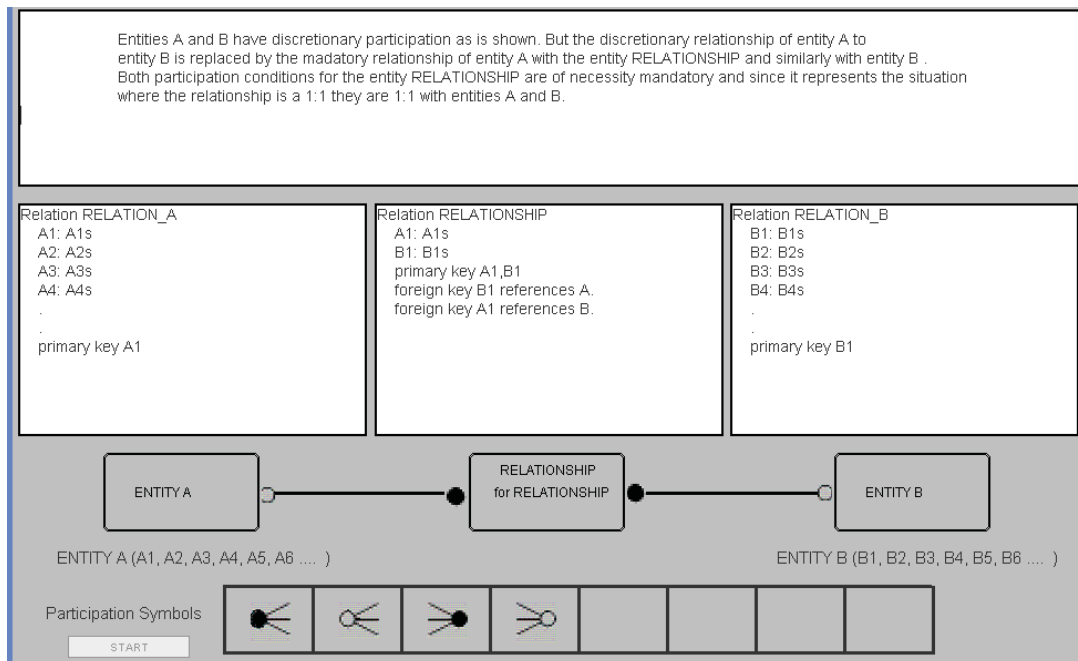 Entities A and B have discretionary participation as is shown. But the discretionary relationship of entity A to
entity B is replaced by the madatory relationship of entity A with the entity RELATIONSHIP and similarly with entity B .
Both participation conditions for the entity RELATIONSHIP are of necessity mandatory and since it represents the situation
where the relationship is a 1:1 they are 1:1 with entities A and B.
Relation RELATION_A
A1: A1s
A2: A2s
A3: A3s
A4: A4s
.
.
primary key A1
Relation RELATIONSHIP
A1: A1s
B1: B1s
primary key A1,B1
foreign key B1 references A.
foreign key A1 references B.
Relation RELATION_B
B1: B1s
B2: B2s
B3: B3s
B4: B4s
.
.
primary key B1
ENTITY A
RELATIONSHIP
for RELATIONSHIP
ENTITY B
ENTITY A (A1, A2, A3, A4, A5, A6 .... )
ENTITY B (B1, B2, B3, B4, B5, B6 .... )
Participation Symbols
START